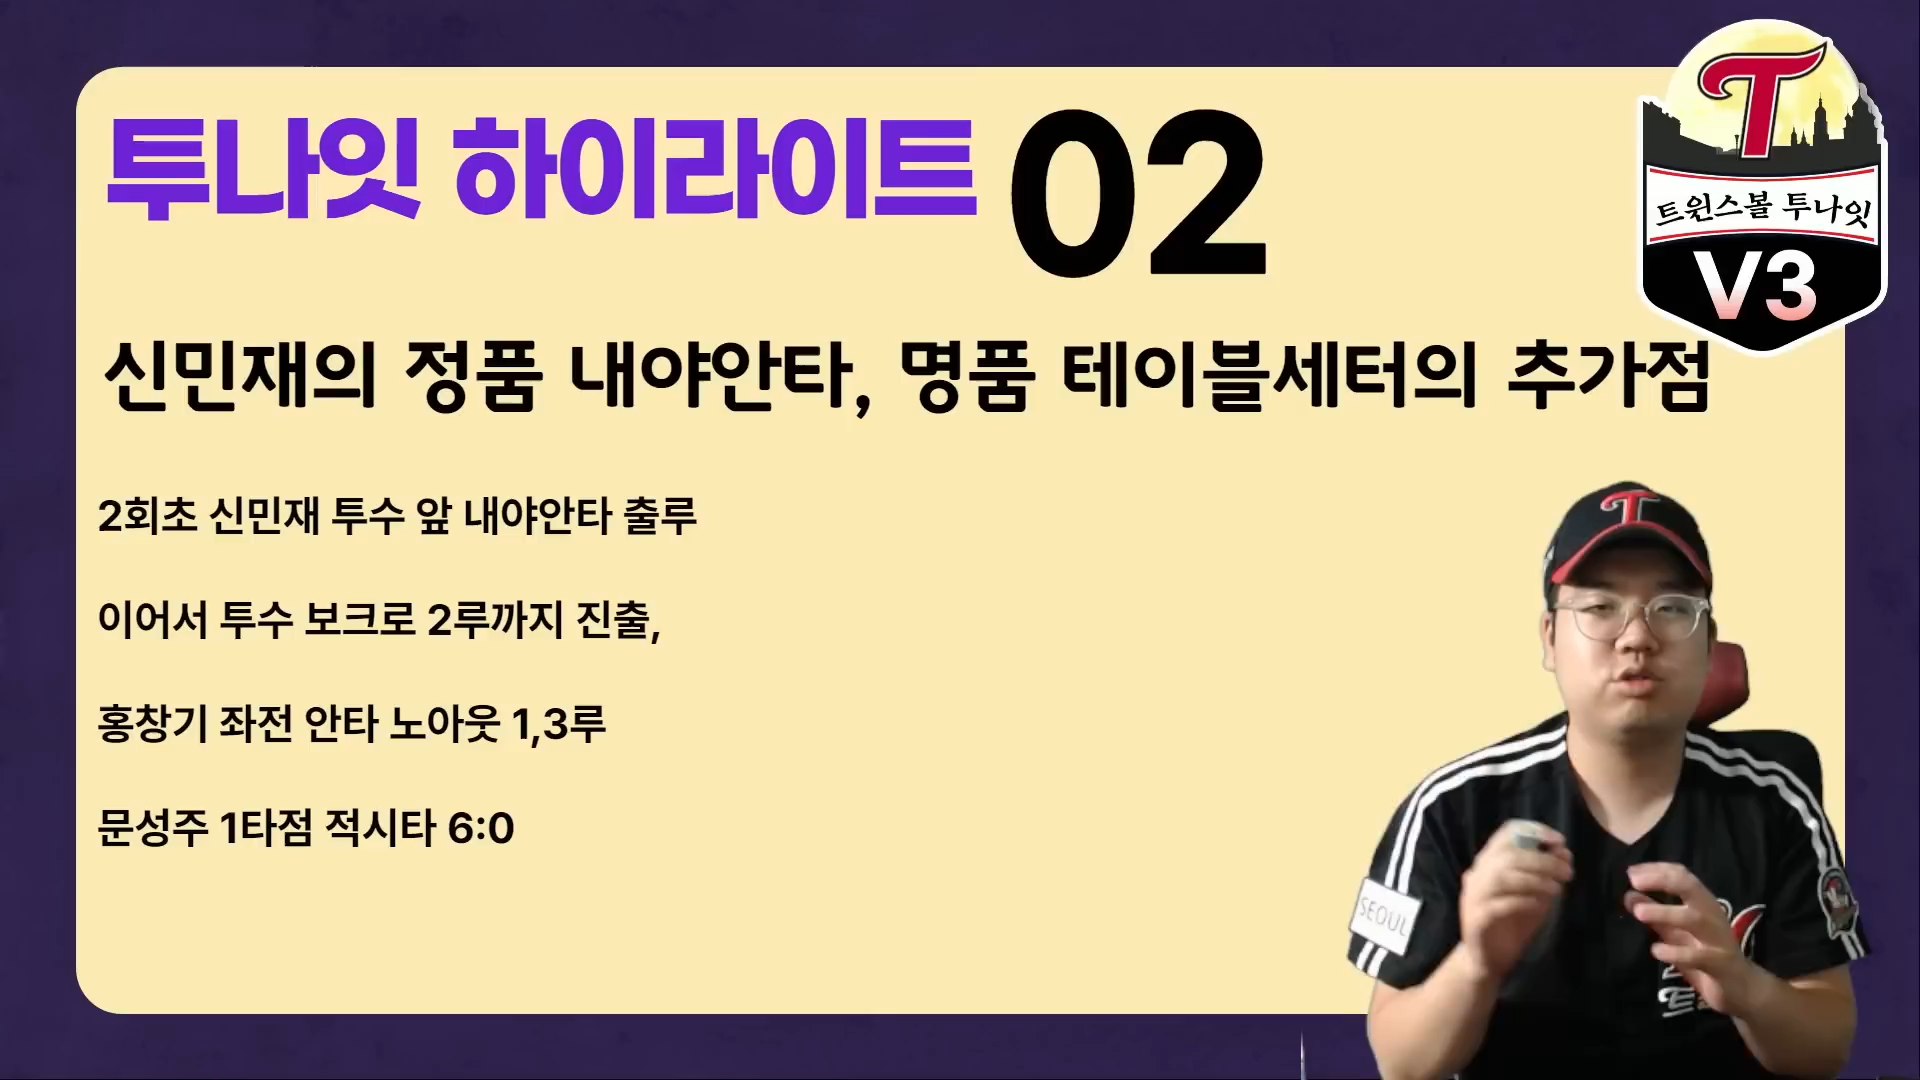 투나잇 하이라이트 02
T
트윈스볼 투나잇
V3
신민재의 정품 내야안타, 명품 테이블세터의 추가점
2회초 신민재 투수 앞 내야안타 출루
이어서 투수 보크로 2루까지 진출,
홍창기 좌전 안타 노아웃 1,3루
문성주 1타점 적시타 6:0
T
SEOUL